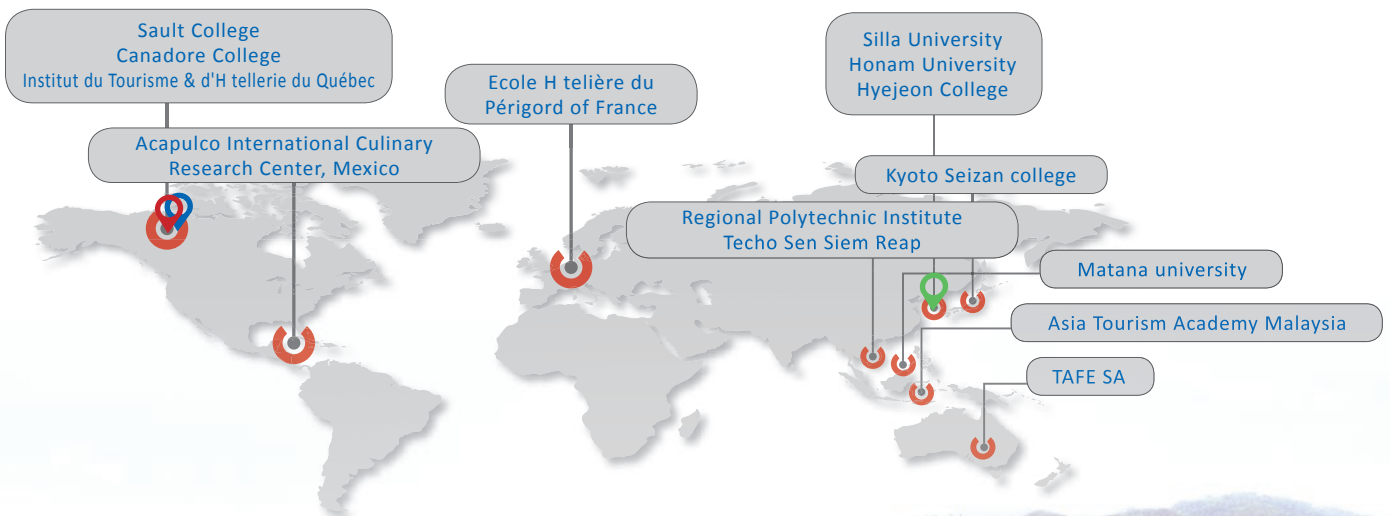 Sault College
Canadore College
Institut du Tourisme & d'H tellerie du Québec
Acapulco International Culinary
Research Center, Mexico
Ecole H telière du
Périgord of France
Silla University
Honam University
Hyejeon College
Kyoto Seizan college
Regional Polytechnic Institute
Techo Sen Siem Reap
Matana university
Asia Tourism Academy Malaysia
TAFE SA